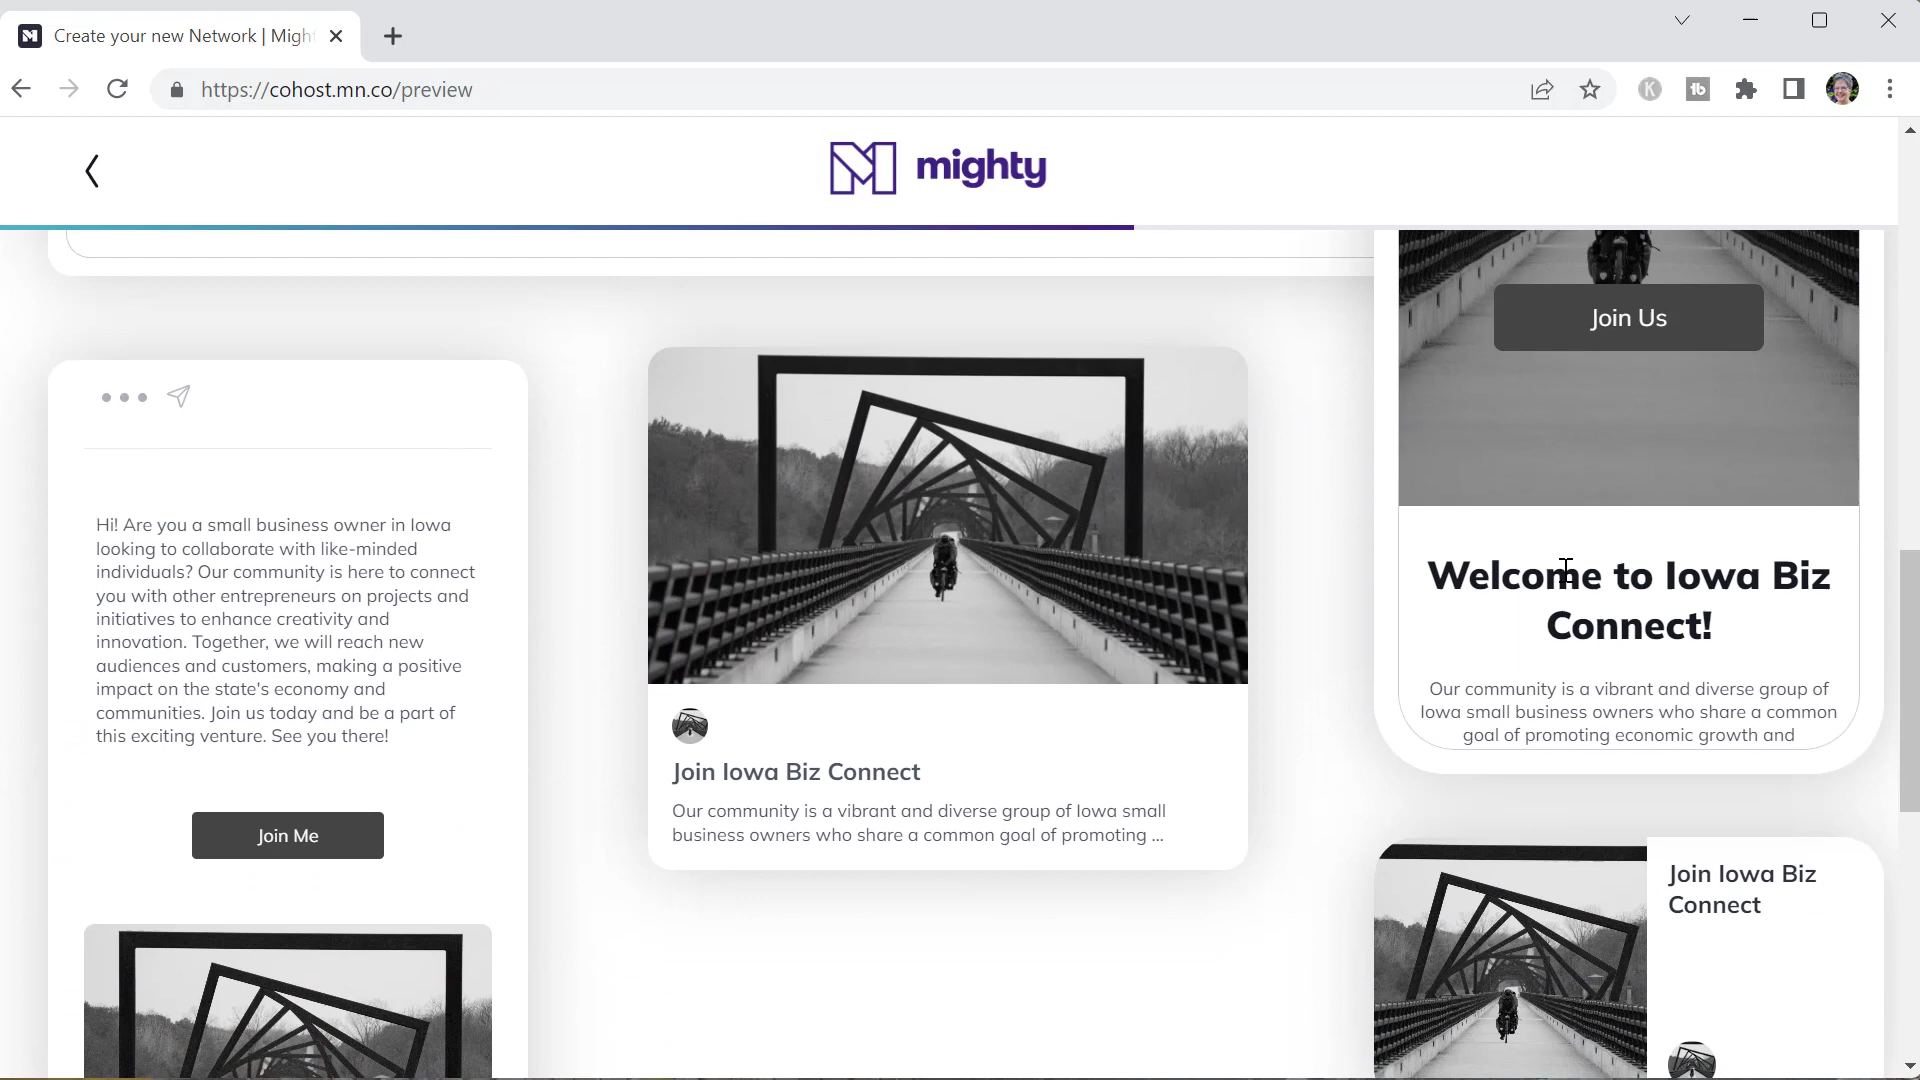 Create your new Network | Migh
https://cohost.mn.co/preview
K
tb
mighty
Join Us
Hi! Are you a small business owner in Iowa
looking to collaborate with like-minded
individuals? Our community is here to connect
you with other entrepreneurs on projects and
initiatives to enhance creativity and
innovation. Together, we will reach new
audiences and customers, making a positive
impact on the state's economy and
communities. Join us today and be a part of
this exciting venture. See you there!
Join Me
Join Iowa Biz Connect
Our community is a vibrant and diverse group of Iowa small
business owners who share a common goal of promoting ...
Welcome to Iowa Biz
Connect!
Our community is a vibrant and diverse group of
Iowa small business owners who share a common
goal of promoting economic growth and
Join Iowa Biz
Connect